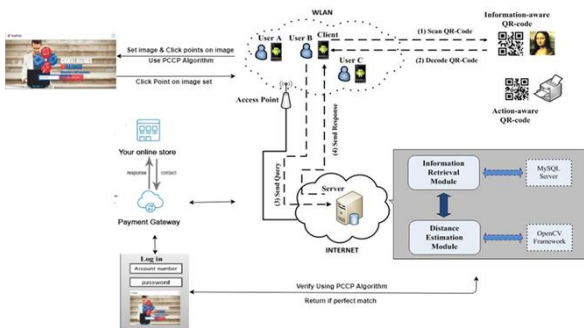 WLAN
User A
User B
Client
User C
(1) Scan QR-Code
(2) Decode QR-Code
Information-aware
QR-code
Action-aware
QR-code
Set image & Click points on image
Use PCCP Algorithm
Click Point on image set
Access Point
(3) Send Query
(4) Send Response
Your online store
response
contact
Payment Gateway
Server
INTERNET
Information
Retrieval
Module
MySQL
Server
Distance
Estimation
Module
OpenCV
Framework
Log in
Account number
password
Verify Using PCCP Algorithm
Return if perfect match